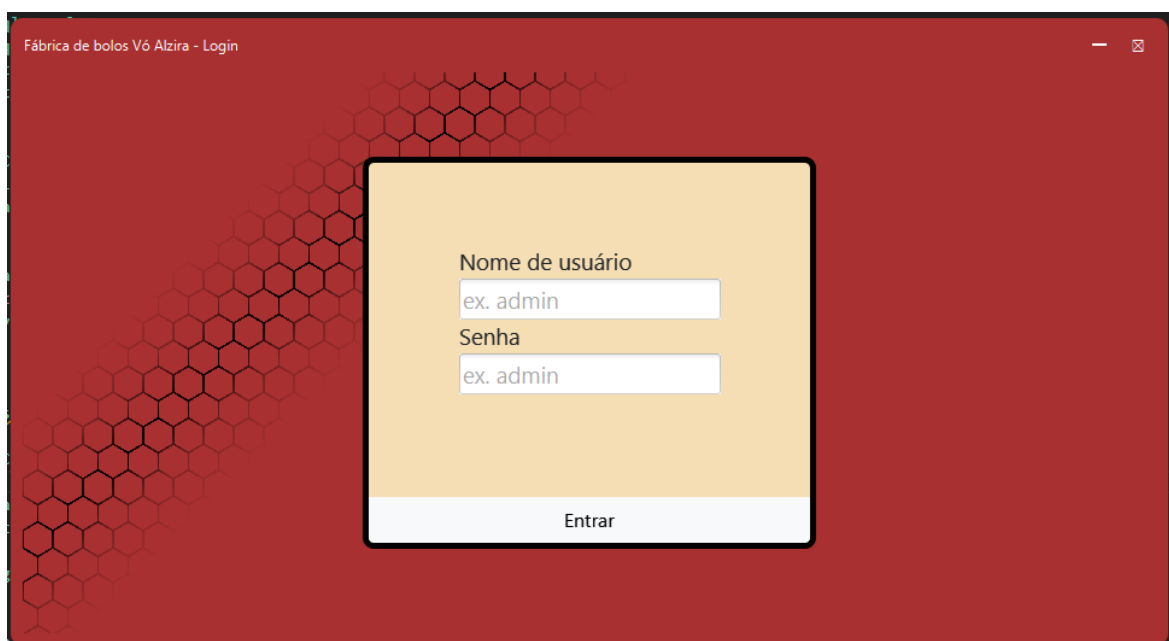 Fábrica de bolos Vó Alzira - Login
Nome de usuário
ex. admin
Senha
ex. admin
Entrar